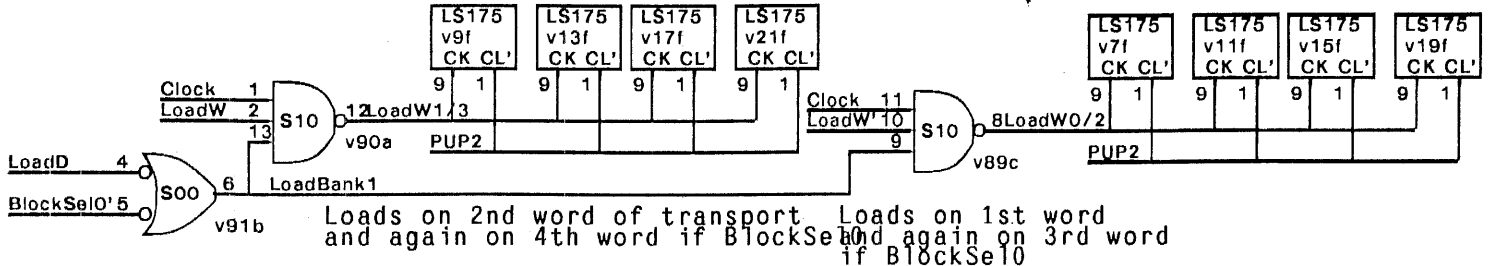 LS175 LS175 LS175 LS175
v9f v13f v17f v21f
CK CL' CK CL' CK CL' CK CL'
9 1 9 1 9 1 9 1
LS175 LS175 LS175 LS175
v7f v11f v15f v19f
CK CL' CK CL' CK CL' CK CL'
9 1 9 1 9 1 9 1
Clock 1
LoadW 2
13
S10
12 LoadW1/3
v90a
PUP2
Clock 11
LoadW' 10
9
S10
8 LoadW0/2
v89c
PUP2
LoadD 4
BlockSel0' 5
S00
6 LoadBank1
v91b
Loads on 2nd word of transport
and again on 4th word if BlockSel0
Loads on 1st word
and again on 3rd word
if BlockSel0